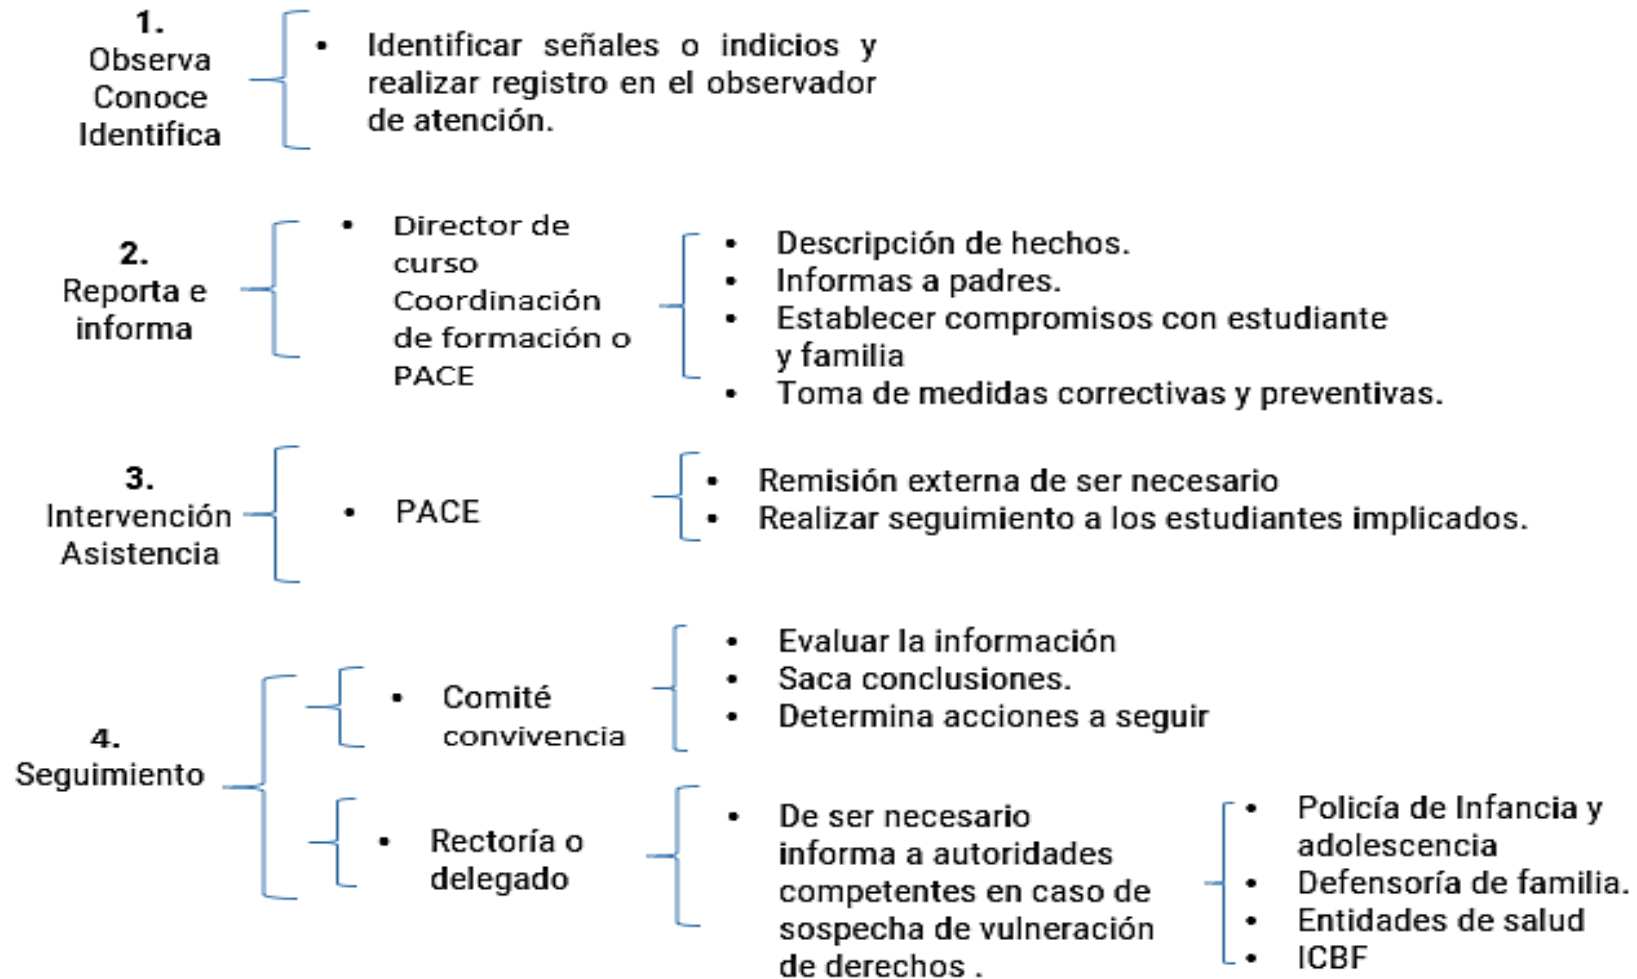 1.
Observa
Conoce
Identifica
• Identificar señales o indicios y
realizar registro en el observador
de atención.
2.
Reporta e
informa
• Director de
curso
Coordinación
de formación o
PACE
• Descripción de hechos.
• Informas a padres.
• Establecer compromisos con estudiante
y familia
• Toma de medidas correctivas y preventivas.
3.
Intervención
Asistencia
• PACE
• Remisión externa de ser necesario
• Realizar seguimiento a los estudiantes implicados.
4.
Seguimiento
• Comité
convivencia
• Evaluar la información
• Saca conclusiones.
• Determina acciones a seguir
• Rectoría o
delegado
• De ser necesario
informa a autoridades
competentes en caso de
sospecha de vulneración
de derechos .
• Policía de Infancia y
adolescencia
• Defensoría de familia.
• Entidades de salud
• ICBF